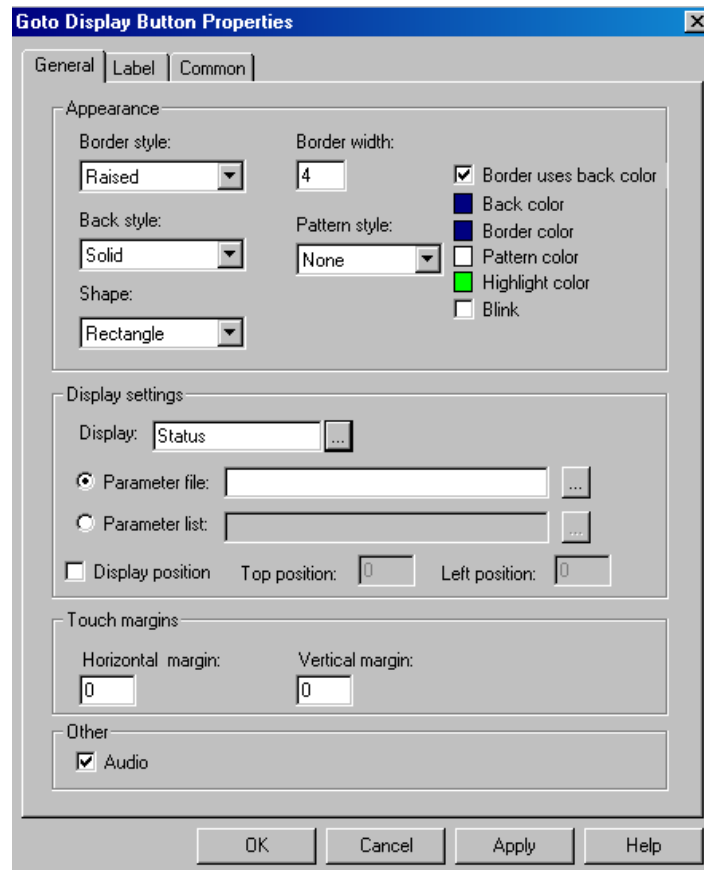 Goto Display Button Properties
General Label Common
Appearance
Border style:
Raised
Border width:
4
Border uses back color
Back color
Border color
Pattern color
Highlight color
Blink
Back style:
Solid
Pattern style:
None
Shape:
Rectangle
Display settings
Display: Status ...
Parameter file: ...
Parameter list: ...
Display position Top position: 0 Left position: 0
Touch margins
Horizontal margin: Vertical margin:
0 0
Other
Audio
OK Cancel Apply Help